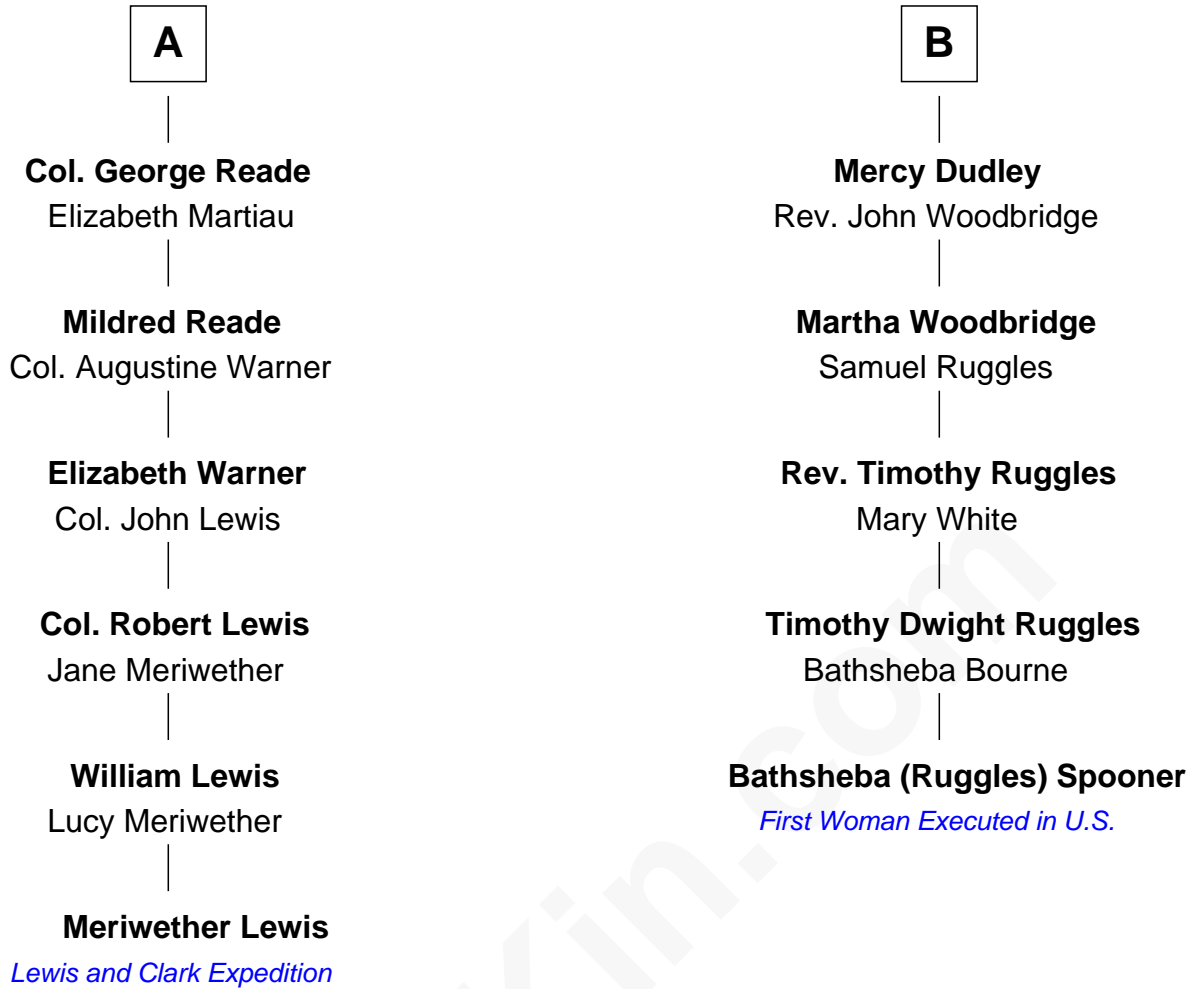 A
Col. George Reade
Elizabeth Martiau
Mildred Reade
Col. Augustine Warner
Elizabeth Warner
Col. John Lewis
Col. Robert Lewis
Jane Meriwether
William Lewis
Lucy Meriwether
Meriwether Lewis
Lewis and Clark Expedition
B
Mercy Dudley
Rev. John Woodbridge
Martha Woodbridge
Samuel Ruggles
Rev. Timothy Ruggles
Mary White
Timothy Dwight Ruggles
Bathsheba Bourne
Bathsheba (Ruggles) Spooner
First Woman Executed in U.S.
Kin.com